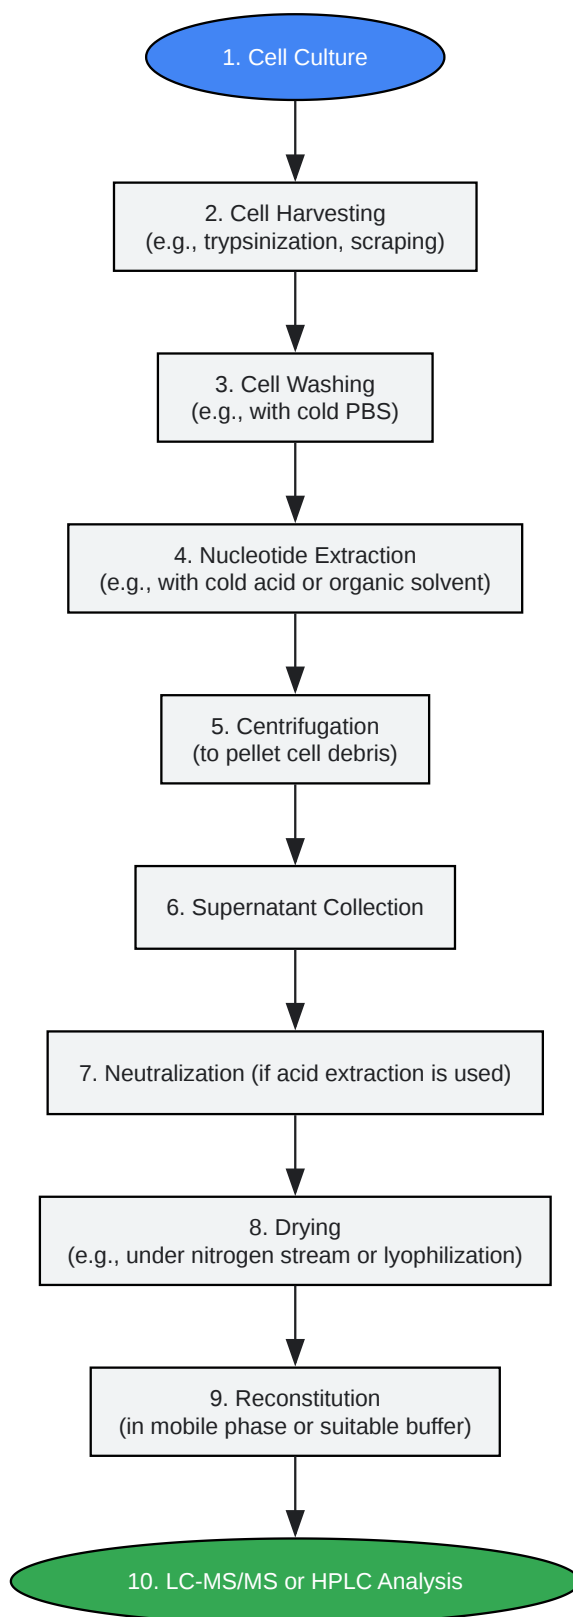 1. Cell Culture
2. Cell Harvesting
(e.g., trypsinization, scraping)
3. Cell Washing
(e.g., with cold PBS)
4. Nucleotide Extraction
(e.g., with cold acid or organic solvent)
5. Centrifugation
(to pellet cell debris)
6. Supernatant Collection
7. Neutralization (if acid extraction is used)
8. Drying
(e.g., under nitrogen stream or lyophilization)
9. Reconstitution
(in mobile phase or suitable buffer)
10. LC-MS/MS or HPLC Analysis